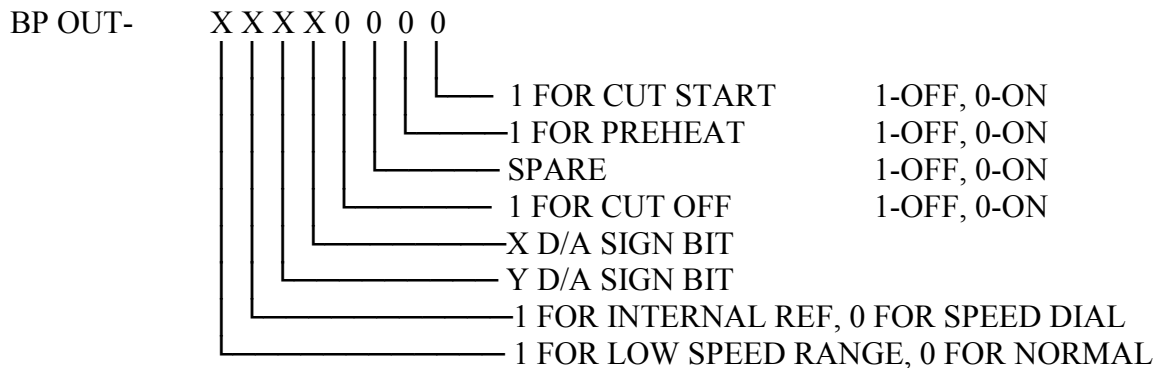 BP OUT- X X X X 0 0 0 0
1 FOR CUT START 1-OFF, 0-ON
1 FOR PREHEAT 1-OFF, 0-ON
SPARE 1-OFF, 0-ON
1 FOR CUT OFF 1-OFF, 0-ON
X D/A SIGN BIT
Y D/A SIGN BIT
1 FOR INTERNAL REF, 0 FOR SPEED DIAL
1 FOR LOW SPEED RANGE, 0 FOR NORMAL